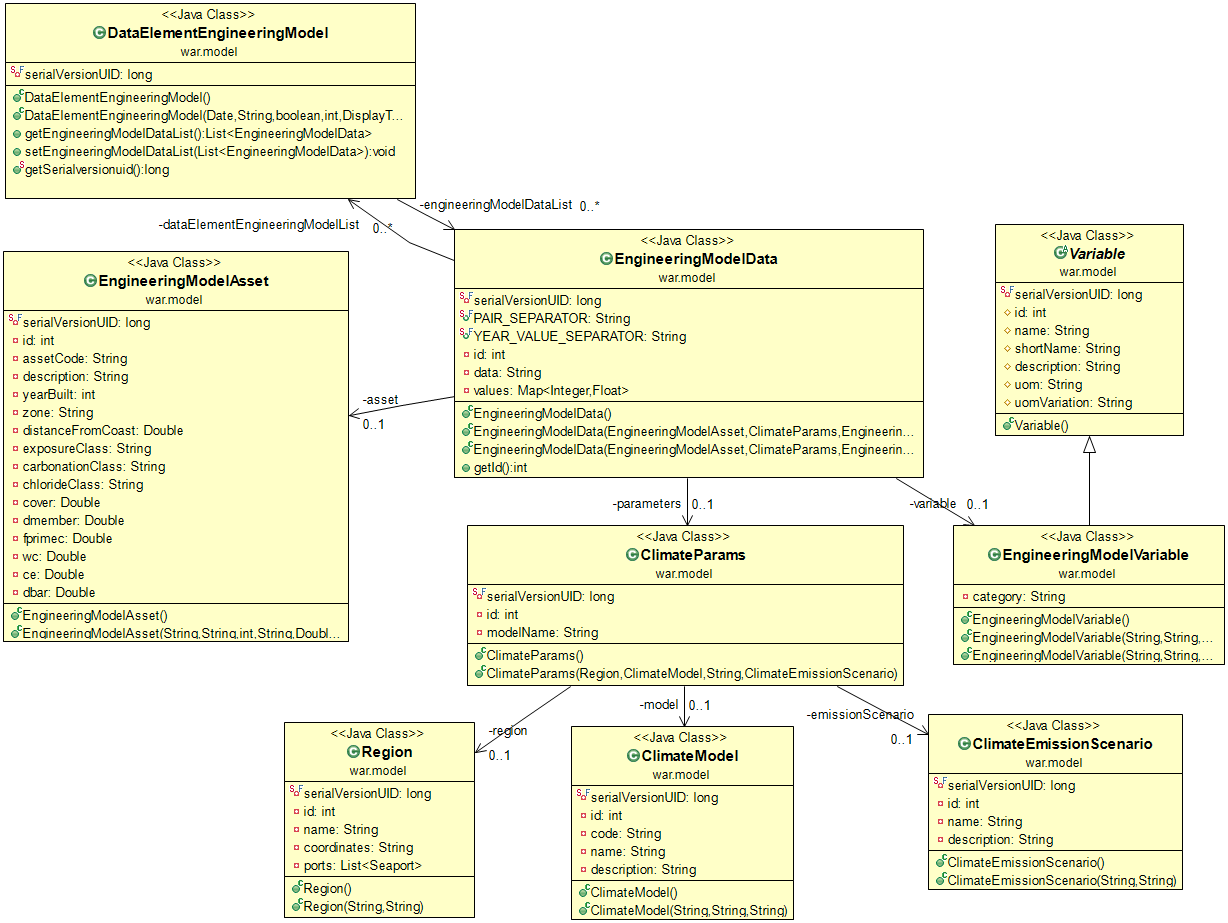 <<Java Class>>
DataElementEngineeringModel
war.model
serialVersionUID: long
DataElementEngineeringModel()
DataElementEngineeringModel(Date,String,boolean,int,DisplayT...
getEngineeringModelDataList():List<EngineeringModelData>
setEngineeringModelDataList(List<EngineeringModelData>):void
getSerialversionuid():long
-engineeringModelDataList 0..*
-dataElementEngineeringModelList 0..*
<<Java Class>>
EngineeringModelAsset
war.model
serialVersionUID: long
id: int
assetCode: String
description: String
yearBuilt: int
zone: String
distanceFromCoast: Double
exposureClass: String
carbonationClass: String
chlorideClass: String
cover: Double
dmember: Double
fprimec: Double
wc: Double
ce: Double
dbar: Double
EngineeringModelAsset()
EngineeringModelAsset(String,String,int,String,Doubl...
-asset
0..1
<<Java Class>>
EngineeringModelData
war.model
serialVersionUID: long
PAIR_SEPARATOR: String
YEAR_VALUE_SEPARATOR: String
id: int
data: String
values: Map<Integer,Float>
EngineeringModelData()
EngineeringModelData(EngineeringModelAsset,ClimateParams,Engineerin...
EngineeringModelData(EngineeringModelAsset,ClimateParams,Engineerin...
getId():int
<<Java Class>>
Variable
war.model
serialVersionUID: long
id: int
name: String
shortName: String
description: String
uom: String
uomVariation: String
Variable()
-parameters 0..1
-variable 0..1
<<Java Class>>
ClimateParams
war.model
serialVersionUID: long
id: int
modelName: String
ClimateParams()
ClimateParams(Region,ClimateModel,String,ClimateEmissionScenario)
<<Java Class>>
EngineeringModelVariable
war.model
category: String
EngineeringModelVariable()
EngineeringModelVariable(String,String,...
EngineeringModelVariable(String,String,...
-region
0..1
-model 0..1
-emissionScenario
0..1
<<Java Class>>
Region
war.model
serialVersionUID: long
id: int
name: String
coordinates: String
ports: List<Seaport>
Region()
Region(String,String)
<<Java Class>>
ClimateModel
war.model
serialVersionUID: long
id: int
code: String
name: String
description: String
ClimateModel()
ClimateModel(String,String,String)
<<Java Class>>
ClimateEmissionScenario
war.model
serialVersionUID: long
id: int
name: String
description: String
ClimateEmissionScenario()
ClimateEmissionScenario(String,String)